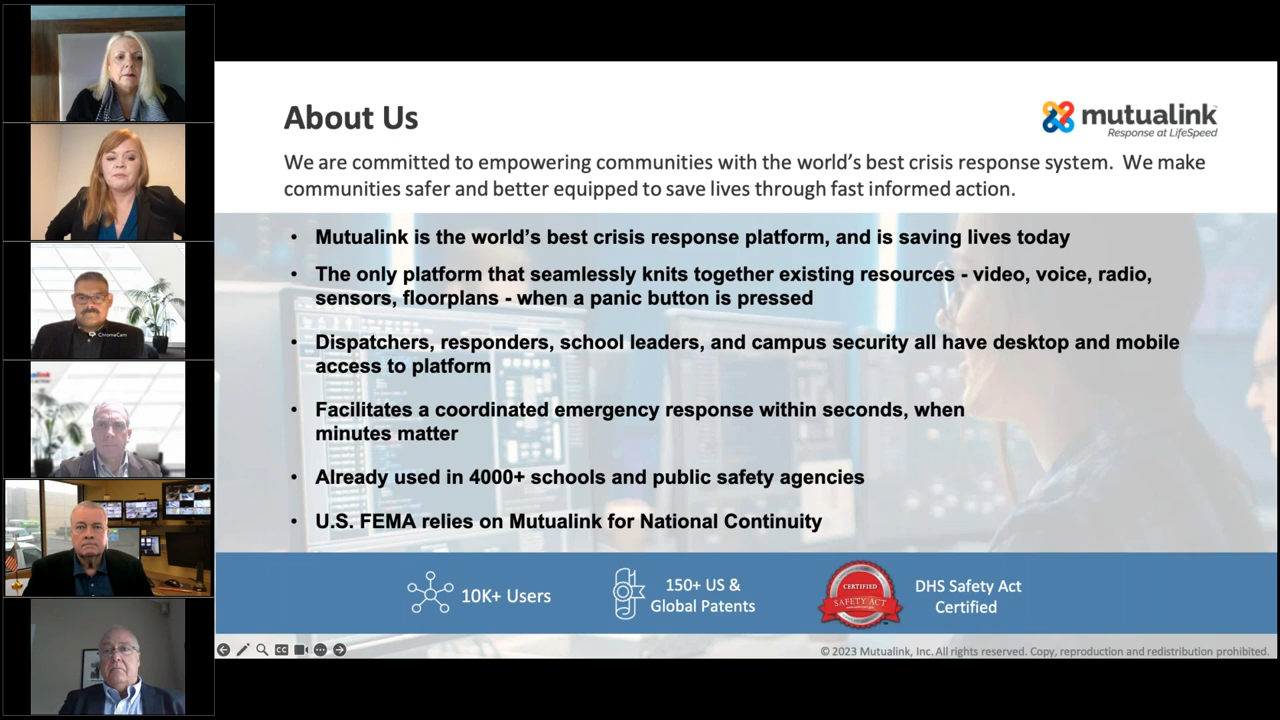 About Us
mutualink
Response at LifeSpeed
We are committed to empowering communities with the world's best crisis response system.  We make
communities safer and better equipped to save lives through fast informed action.
• Mutualink is the world's best crisis response platform, and is saving lives today
• The only platform that seamlessly knits together existing resources - video, voice, radio,
sensors, floorplans - when a panic button is pressed
• Dispatchers, responders, school leaders, and campus security all have desktop and mobile
access to platform
• Facilitates a coordinated emergency response within seconds, when
minutes matter
• Already used in 4000+ schools and public safety agencies
• U.S. FEMA relies on Mutualink for National Continuity
10K+ Users
150+ US &
Global Patents
CERTIFIED
SAFETY ACT
DHS Safety Act
Certified
CC
© 2023 Mutualink, Inc. All rights reserved. Copy, reproduction and redistribution prohibited.
ChromaCam